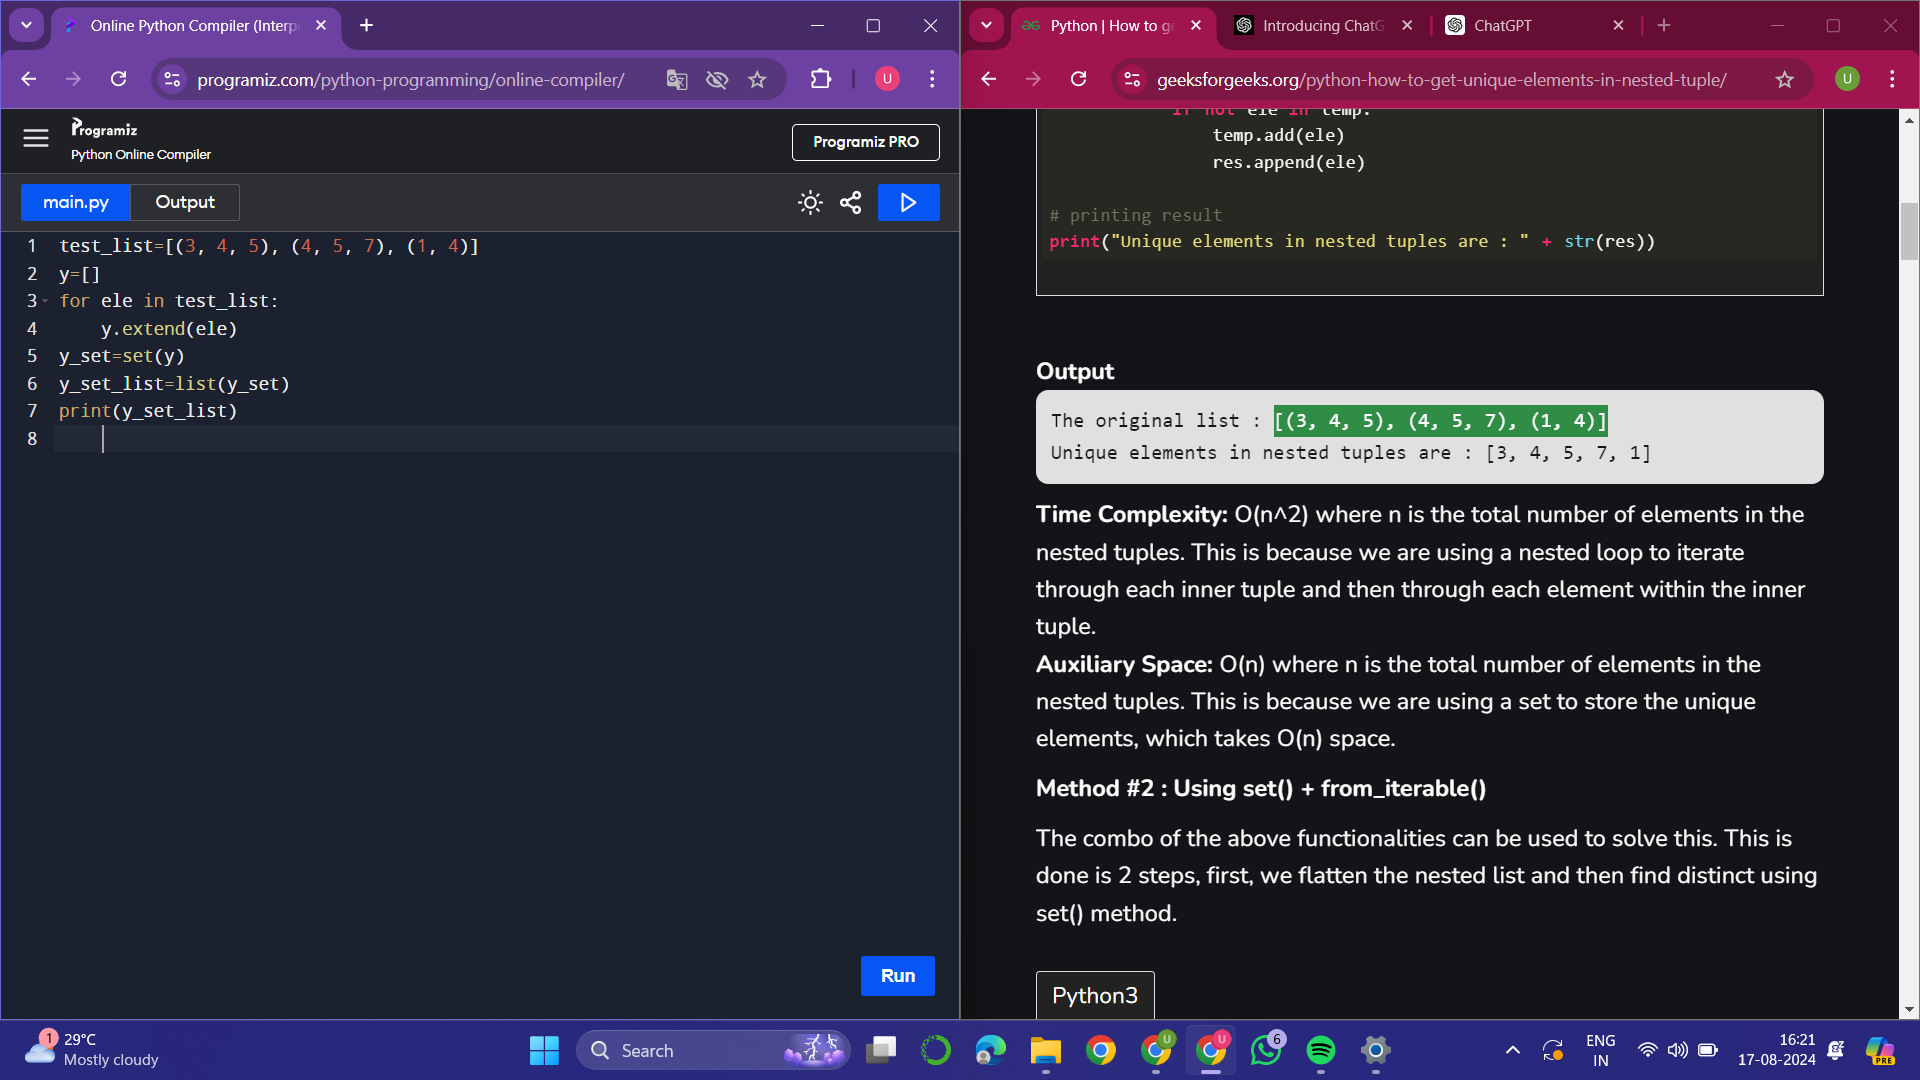 Online Python Compiler (Interp
programiz.com/python-programming/online-compiler/
U
Programiz
Python Online Compiler
Programiz PRO
main.py
Output
1 test_list=[(3, 4, 5), (4, 5, 7), (1, 4)]
2 y=[]
3 for ele in test_list:
4     y.extend(ele)
5 y_set=set(y)
6 y_set_list=list(y_set)
7 print(y_set_list)
8
Run
Python | How to ge
Introducing ChatG
ChatGPT
geeksforgeeks.org/python-how-to-get-unique-elements-in-nested-tuple/
U
if not ele in temp:
temp.add(ele)
res.append(ele)
# printing result
print("Unique elements in nested tuples are : " + str(res))
Output
The original list : [(3, 4, 5), (4, 5, 7), (1, 4)]
Unique elements in nested tuples are : [3, 4, 5, 7, 1]
Time Complexity: O(n^2) where n is the total number of elements in the
nested tuples. This is because we are using a nested loop to iterate
through each inner tuple and then through each element within the inner
tuple.
Auxiliary Space: O(n) where n is the total number of elements in the
nested tuples. This is because we are using a set to store the unique
elements, which takes O(n) space.
Method #2 : Using set() + from_iterable()
The combo of the above functionalities can be used to solve this. This is
done is 2 steps, first, we flatten the nested list and then find distinct using
set() method.
Python3
1
29°C
Mostly cloudy
Search
U
U
6
ENG
IN
16:21
17-08-2024
PRE